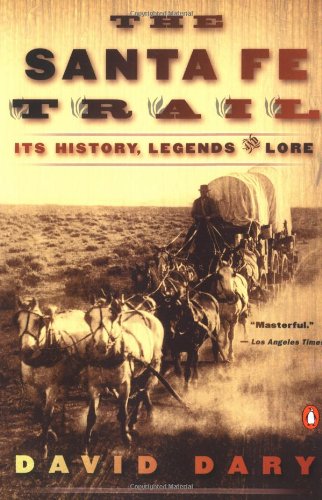 THE
SANTA FE
TRAIL
ITS HISTORY, LEGENDS AND LORE
"Masterful."
— Los Angeles Times
DAVID DARY